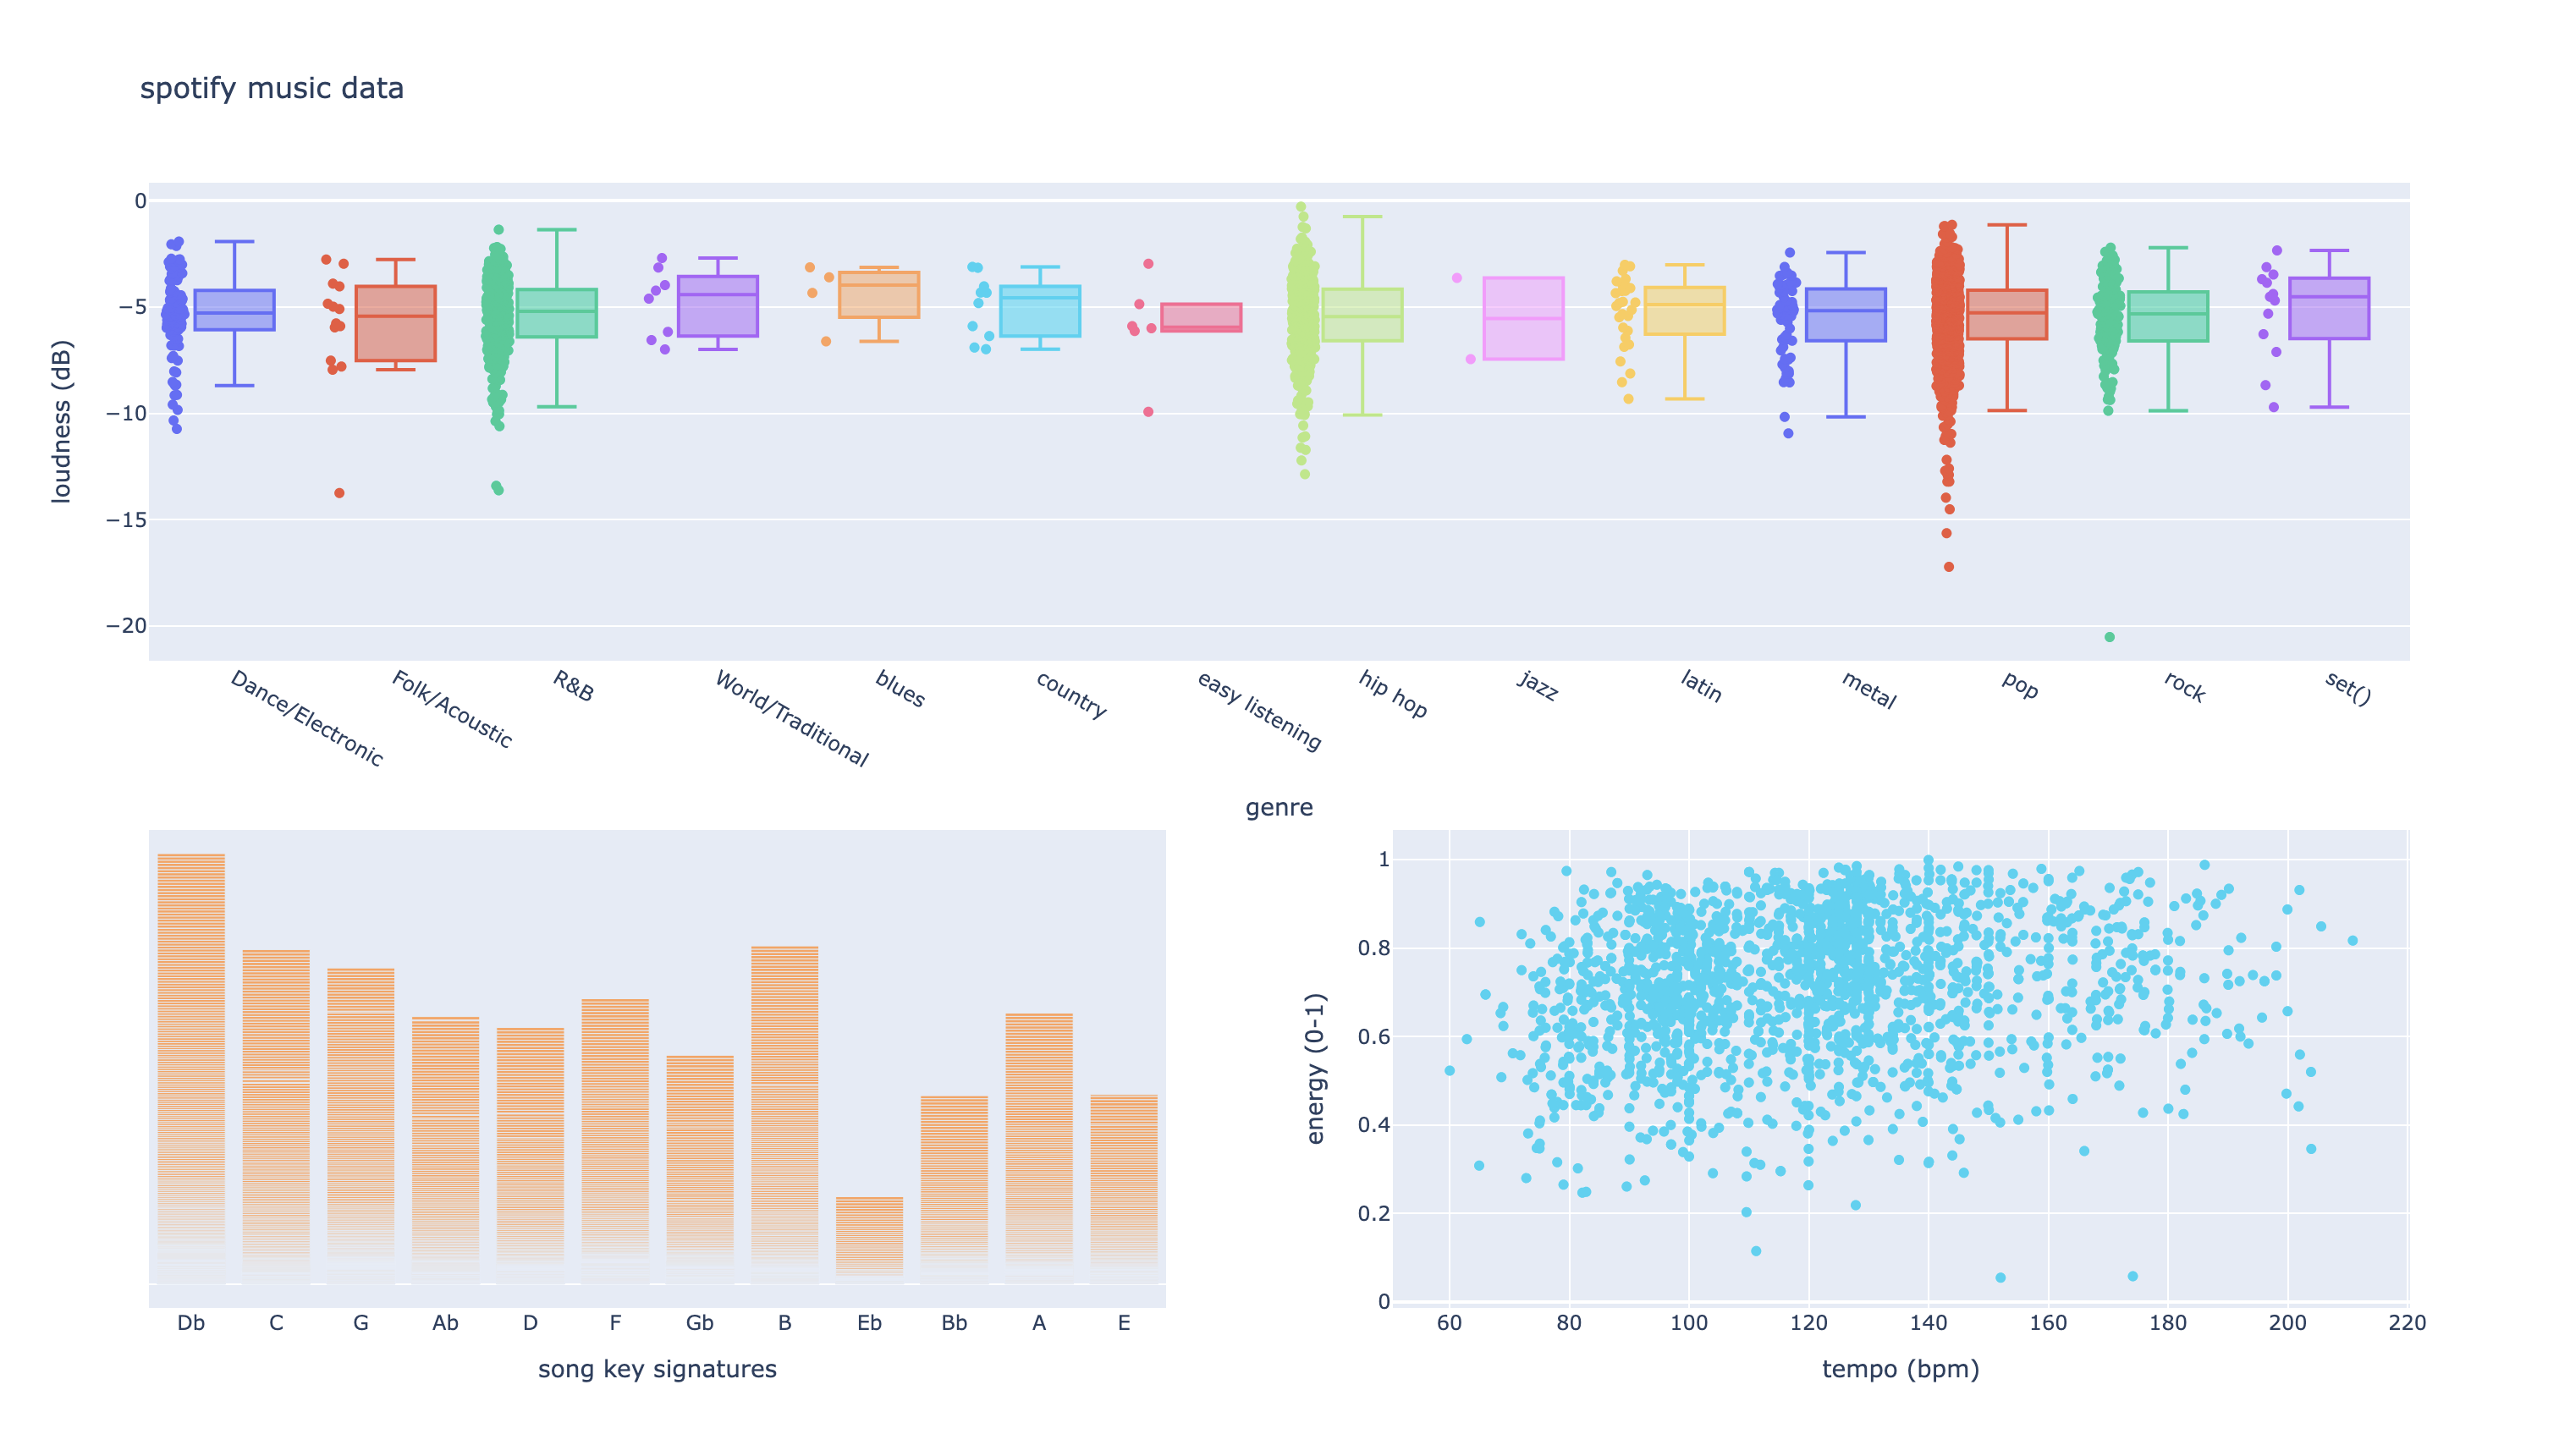 spotify music data
loudness (dB)
0
−5
−10
−15
−20
Dance/Electronic
Folk/Acoustic
R&B
World/Traditional
blues
country
easy listening
hip hop
jazz
latin
metal
pop
rock
set()
genre
Db C G Ab D F Gb B Eb Bb A E
song key signatures
energy (0-1)
1
0.8
0.6
0.4
0.2
0
60 80 100 120 140 160 180 200 220
tempo (bpm)